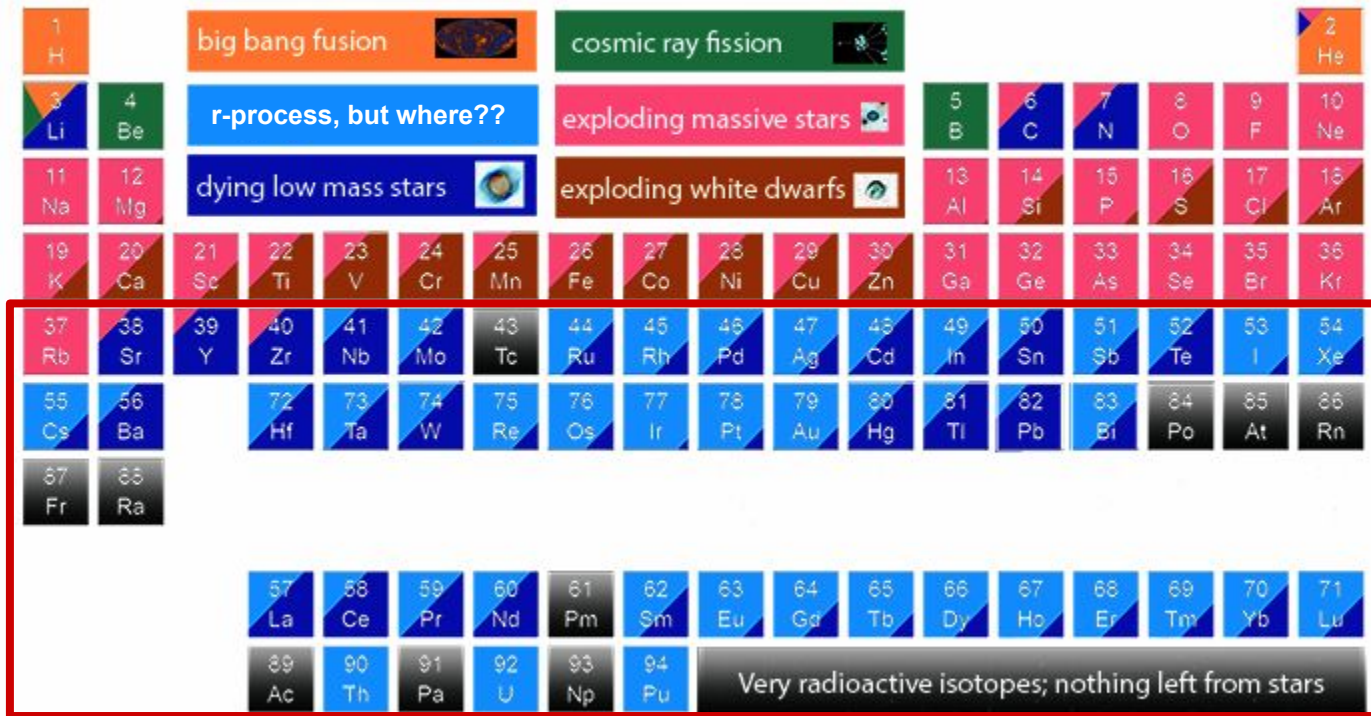 1 H
big bang fusion
cosmic ray fission
2 He
3 Li
4 Be
r-process, but where??
exploding massive stars
5 B
6 C
7 N
8 O
9 F
10 Ne
11 Na
12 Mg
dying low mass stars
exploding white dwarfs
13 Al
14 Si
15 P
16 S
17 Cl
18 Ar
19 K
20 Ca
21 Sc
22 Ti
23 V
24 Cr
25 Mn
26 Fe
27 Co
28 Ni
29 Cu
30 Zn
31 Ga
32 Ge
33 As
34 Se
35 Br
36 Kr
37 Rb
38 Sr
39 Y
40 Zr
41 Nb
42 Mo
43 Tc
44 Ru
45 Rh
46 Pd
47 Ag
48 Cd
49 In
50 Sn
51 Sb
52 Te
53 I
54 Xe
55 Cs
56 Ba
72 Hf
73 Ta
74 W
75 Re
76 Os
77 Ir
78 Pt
79 Au
80 Hg
81 Tl
82 Pb
83 Bi
84 Po
85 At
86 Rn
87 Fr
88 Ra
57 La
58 Ce
59 Pr
60 Nd
61 Pm
62 Sm
63 Eu
64 Gd
65 Tb
66 Dy
67 Ho
68 Er
69 Tm
70 Yb
71 Lu
89 Ac
90 Th
91 Pa
92 U
93 Np
94 Pu
Very radioactive isotopes; nothing left from stars